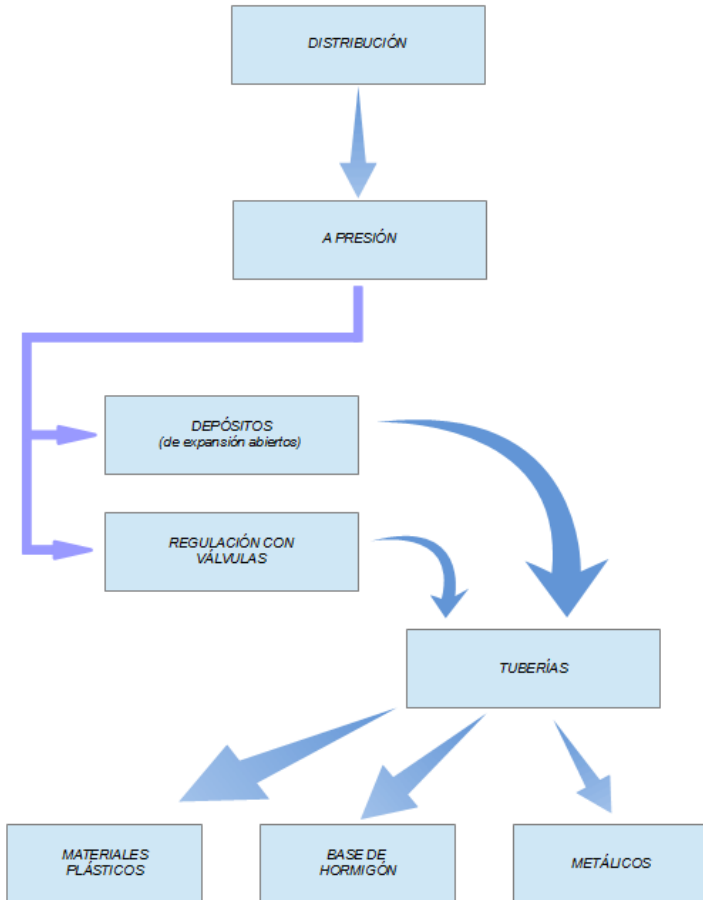 DISTRIBUCIÓN
A PRESIÓN
DEPÓSITOS
(de expansión abiertos)
REGULACIÓN CON
VÁLVULAS
TUBERÍAS
MATERIALES
PLÁSTICOS
BASE DE
HORMIGÓN
METÁLICOS